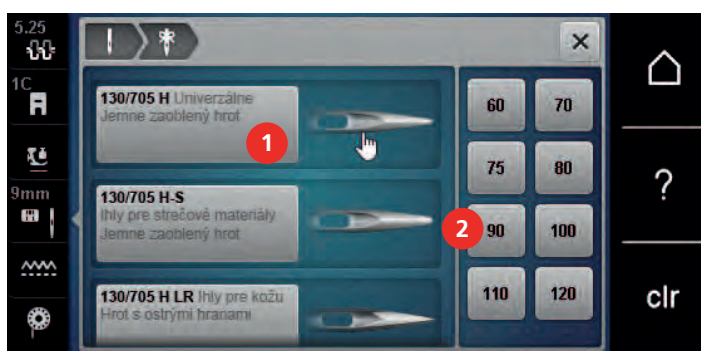 5.25
1C
9mm
130/705 H Univerzálne
Jemne zaoblený hrot
1
130/705 H-S
Ihly pre strečové materiály
Jemne zaoblený hrot
130/705 H LR Ihly pre kožu
Hrot s ostrými hranami
60 70
75 80
2
90 100
110 120
?
clr